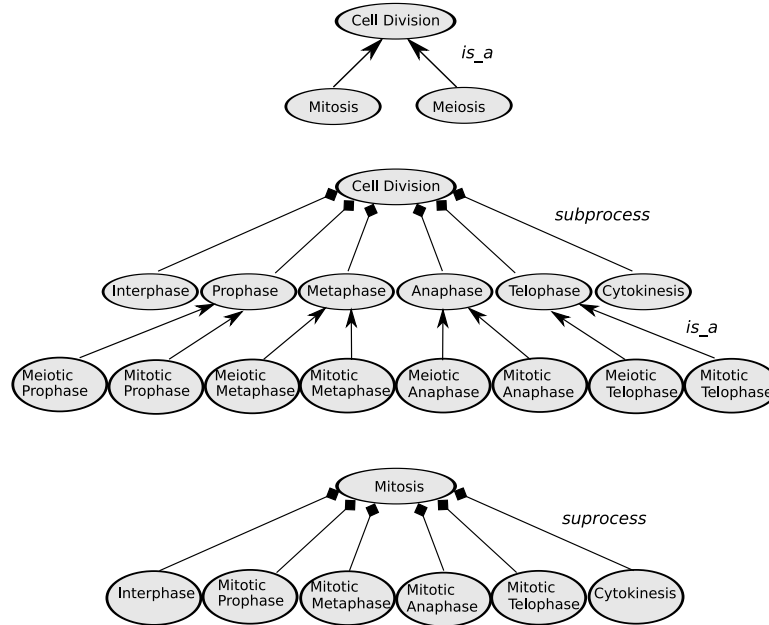 Cell Division
is_a
Mitosis
Meiosis
Cell Division
subprocess
Interphase
Prophase
Metaphase
Anaphase
Telophase
Cytokinesis
is_a
Meiotic
Prophase
Mitotic
Prophase
Meiotic
Metaphase
Mitotic
Metaphase
Meiotic
Anaphase
Mitotic
Anaphase
Meiotic
Telophase
Mitotic
Telophase
Mitosis
suprocess
Interphase
Mitotic
Prophase
Mitotic
Metaphase
Mitotic
Anaphase
Mitotic
Telophase
Cytokinesis